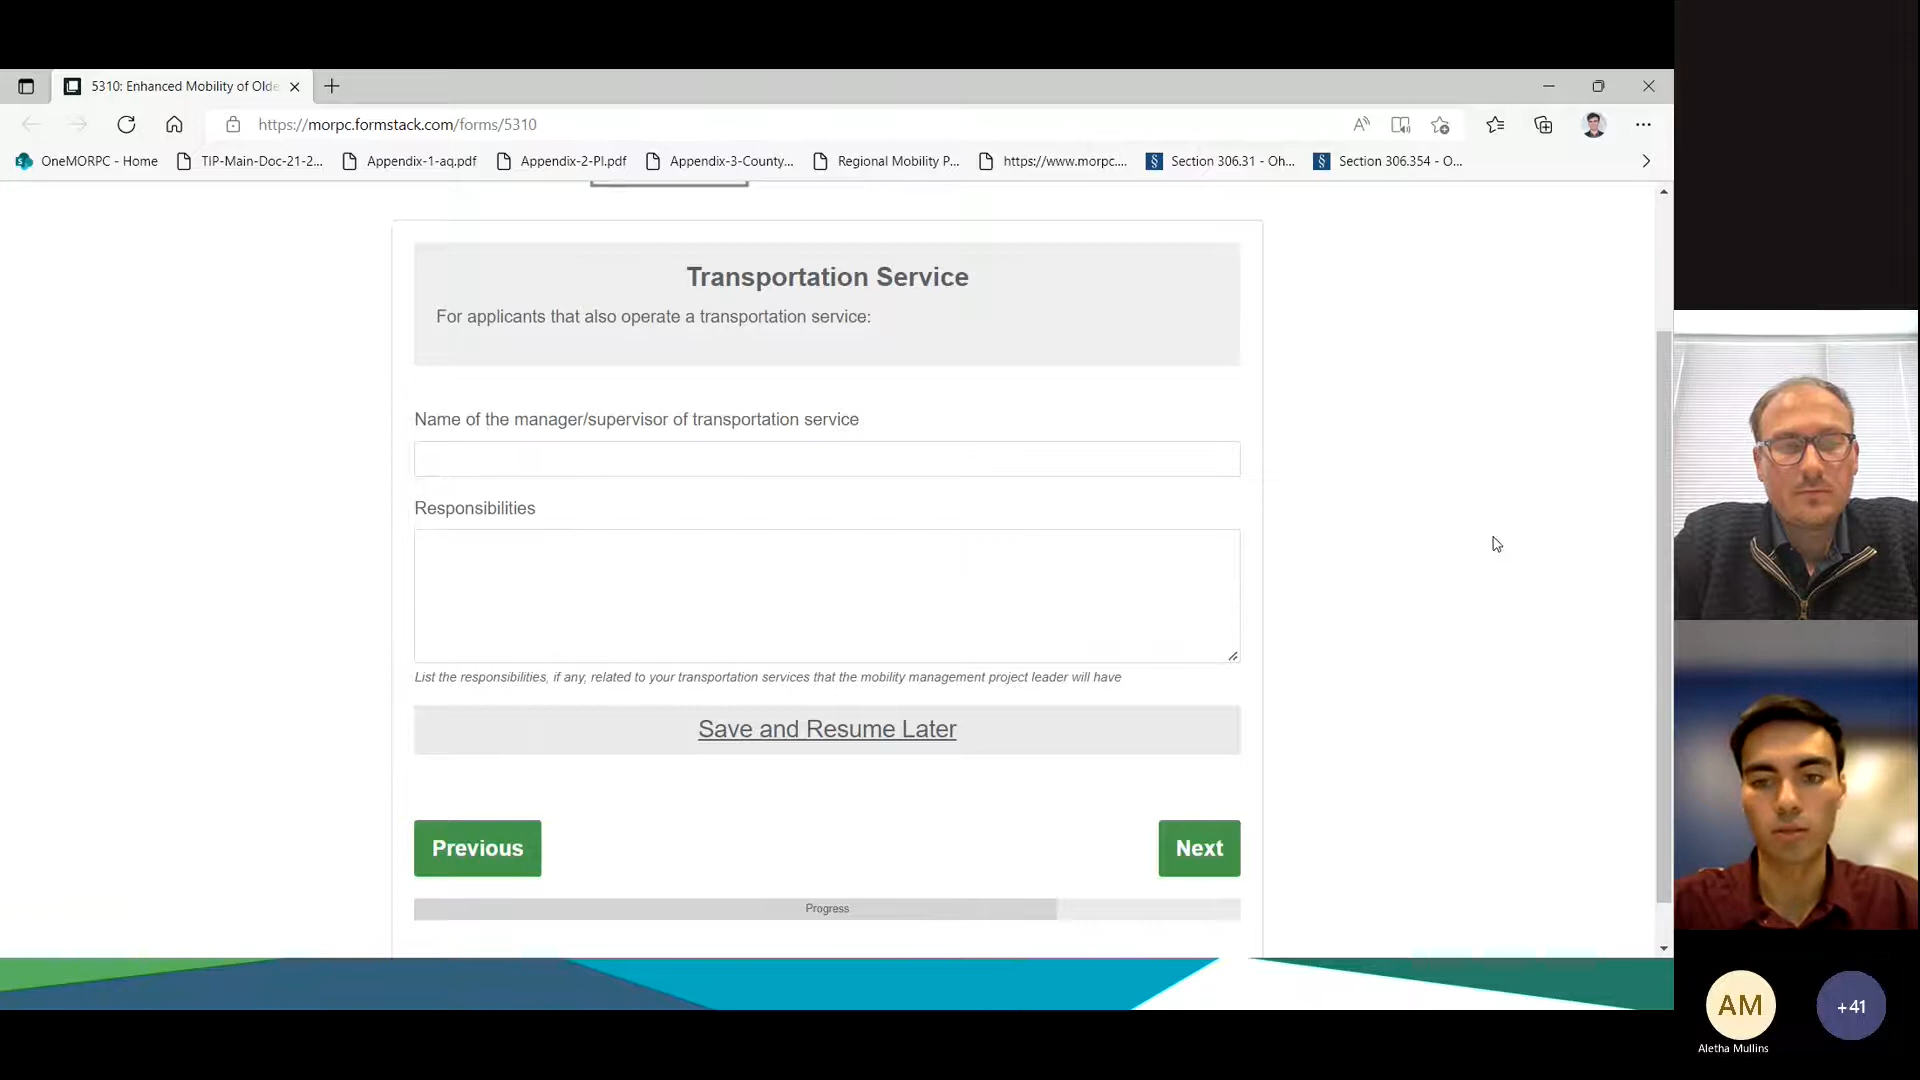 5310: Enhanced Mobility of Olde
https://morpc.formstack.com/forms/5310
OneMORPC - Home
TIP-Main-Doc-21-2...
Appendix-1-aq.pdf
Appendix-2-PI.pdf
Appendix-3-County...
Regional Mobility P...
https://www.morpc....
§ Section 306.31 - Oh...
§ Section 306.354 - O...
Transportation Service
For applicants that also operate a transportation service:
Name of the manager/supervisor of transportation service
Responsibilities
List the responsibilities, if any, related to your transportation services that the mobility management project leader will have
Save and Resume Later
Previous
Next
Progress
AM
+41
Aletha Mullins